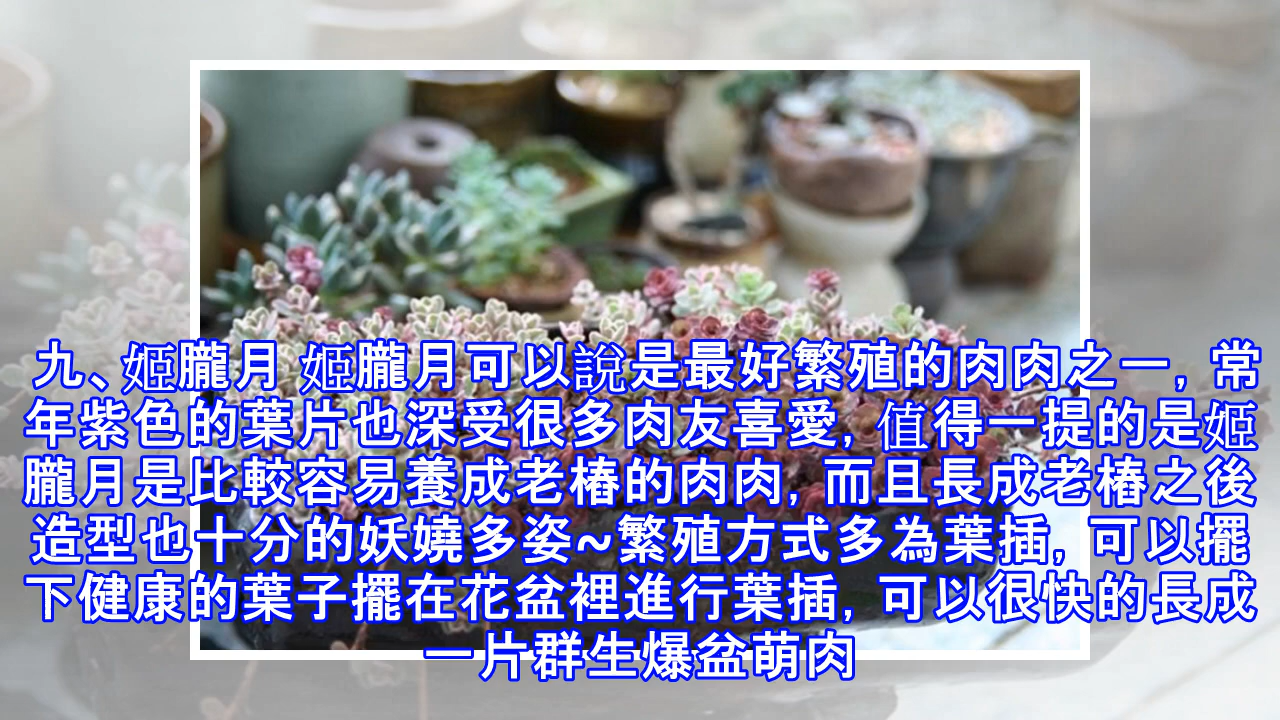 九、姬朧月 姬朧月可以說是最好繁殖的肉肉之一, 常
年紫色的葉片也深受很多肉友喜愛, 值得一提的是姬
朧月是比較容易養成老樁的肉肉, 而且長成老樁之後
造型也十分的妖嬈多姿~繁殖方式多為葉插, 可以擺
下健康的葉子擺在花盆裡進行葉插, 可以很快的長成
一片群生爆盆萌肉